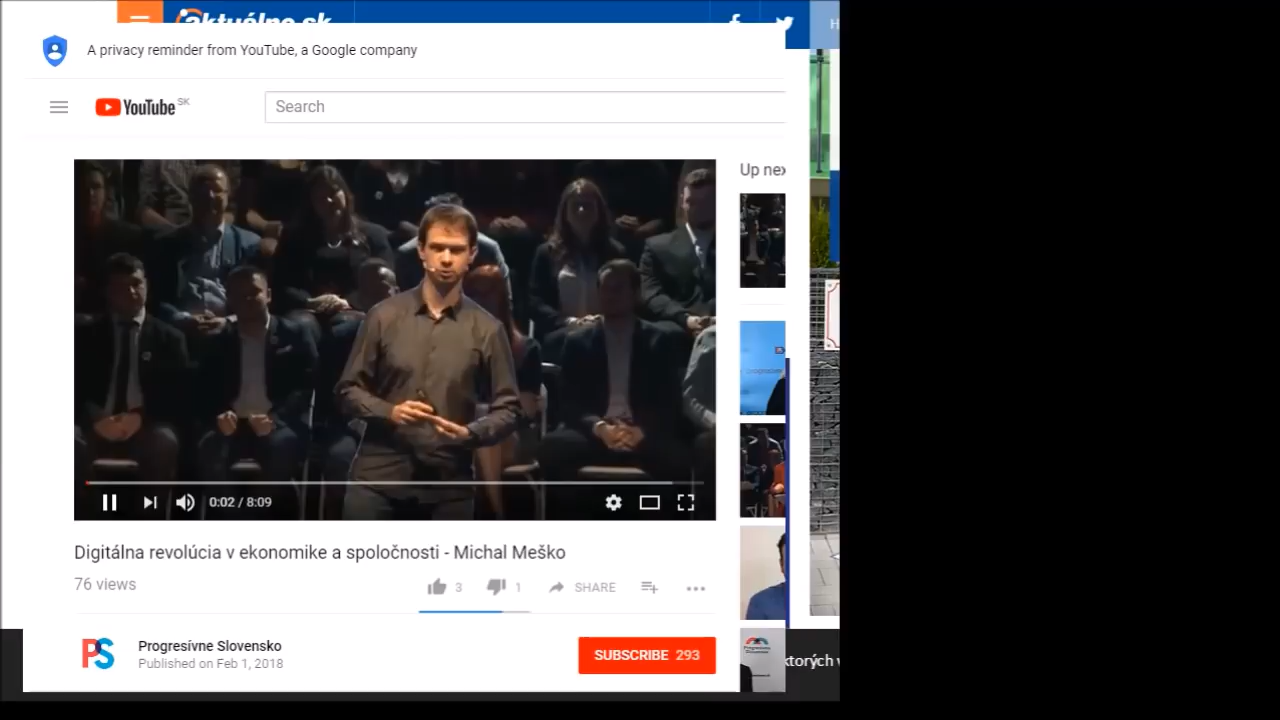 aktuálne.sk
A privacy reminder from YouTube, a Google company
YouTube SK
Search
Up nex
0:02 / 8:09
Digitálna revolúcia v ekonomike a spoločnosti - Michal Meško
76 views
3
1
SHARE
PS
Progresívne Slovensko
Published on Feb 1, 2018
SUBSCRIBE 293
ktorých v